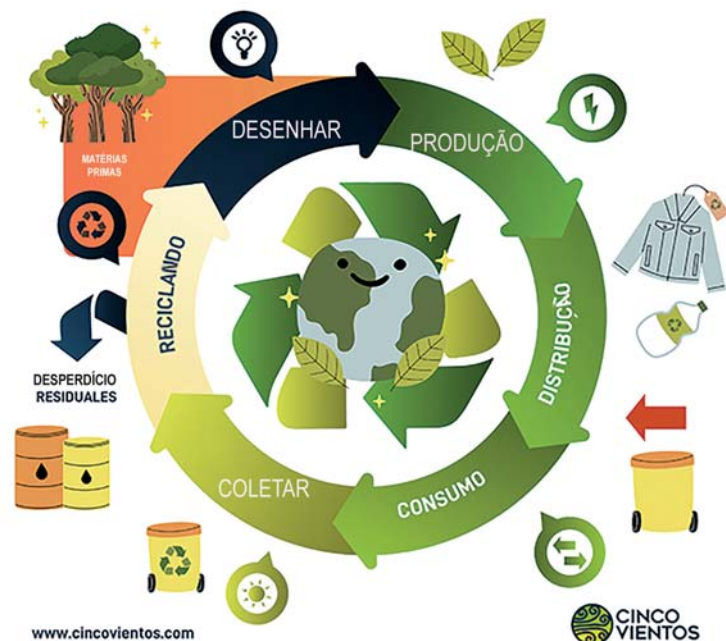 DESENHAR
PRODUÇÃO
MATÉRIAS
PRIMAS
RECICLANDO
DISTRIBUÇÃO
DESPERDÍCIO
RESIDUALES
COLETAR
CONSUMO
www.cincovientos.com
CINCO
VIENTOS